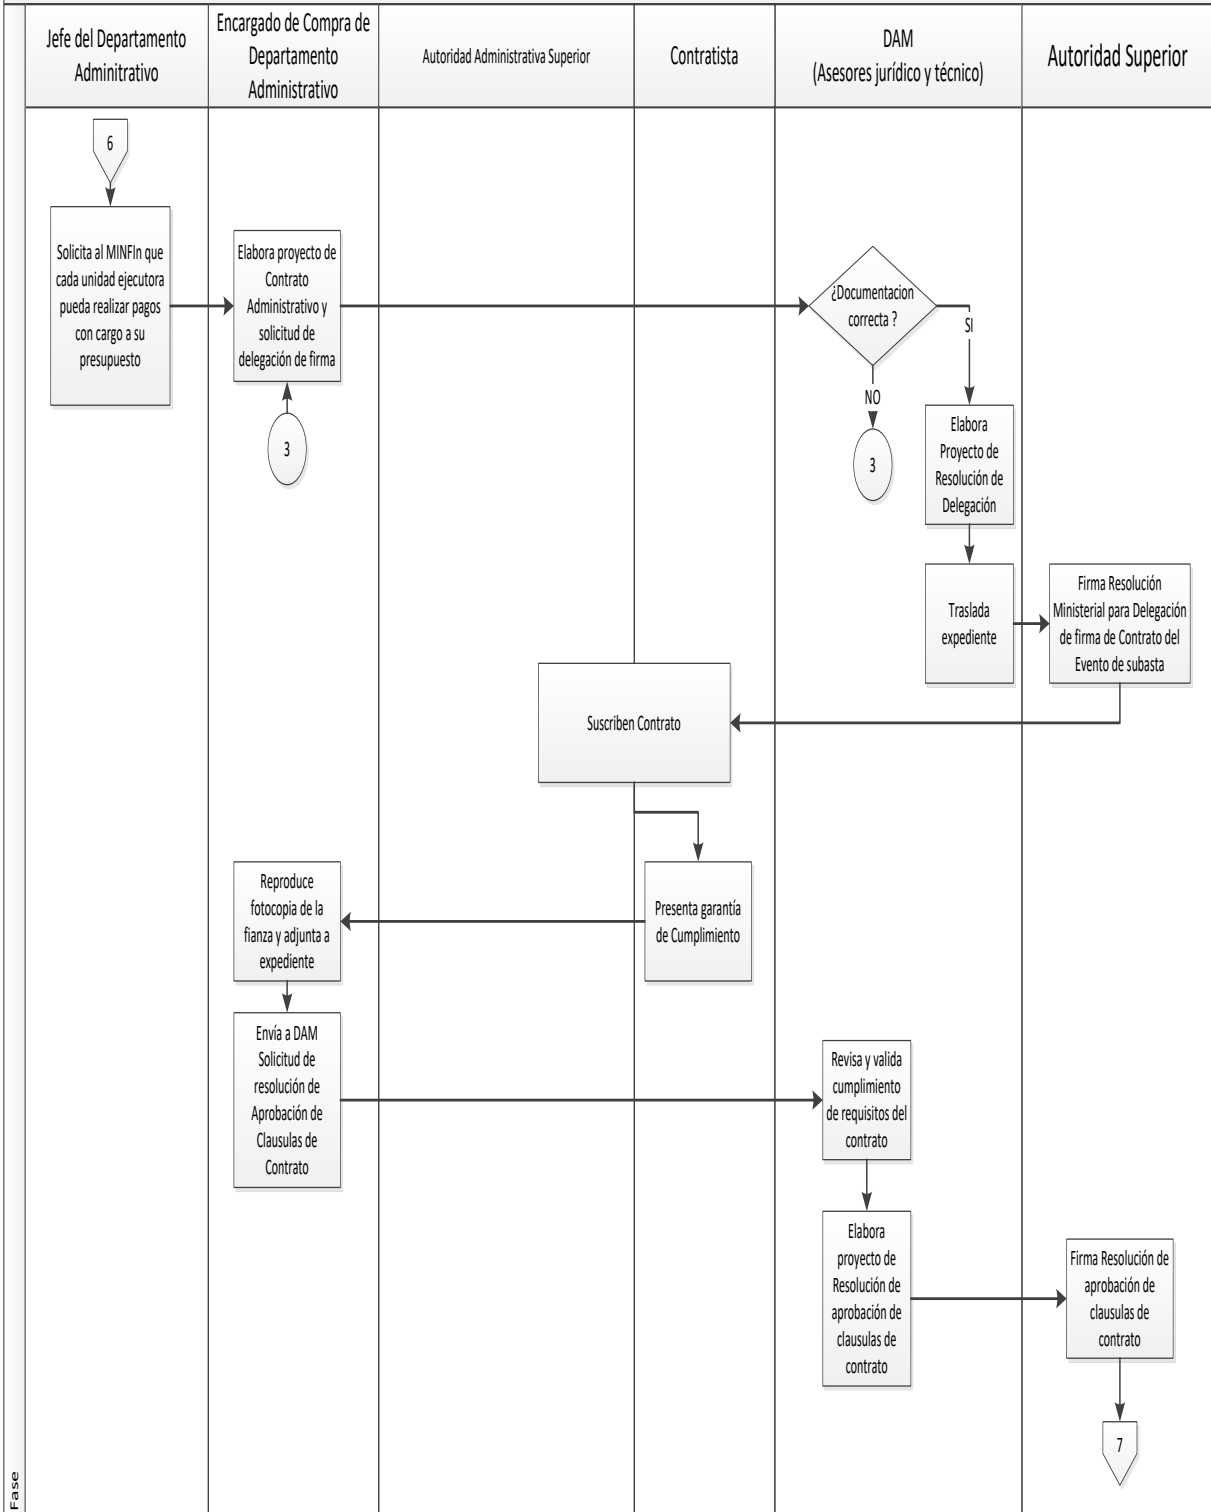 Jefe del Departamento
Adminitrativo
Encargado de Compra de
Departamento
Administrativo
Autoridad Administrativa Superior
Contratista
DAM
(Asesores jurídico y técnico)
Autoridad Superior
6
Solicita al MINFIn que
cada unidad ejecutora
pueda realizar pagos
con cargo a su
presupuesto
Elabora proyecto de
Contrato
Administrativo y
solicitud de
delegación de firma
3
¿Documentacion
correcta ?
SI
NO
3
Elabora
Proyecto de
Resolución de
Delegación
Traslada
expediente
Firma Resolución
Ministerial para Delegación
de firma de Contrato del
Evento de subasta
Suscriben Contrato
Presenta garantía
de Cumplimiento
Reproduce
fotocopia de la
fianza y adjunta a
expediente
Envía a DAM
Solicitud de
resolución de
Aprobación de
Clausulas de
Contrato
Revisa y valida
cumplimiento
de requisitos del
contrato
Elabora
proyecto de
Resolución de
aprobación de
clausulas de
contrato
Firma Resolución de
aprobación de
clausulas de
contrato
7
Fase